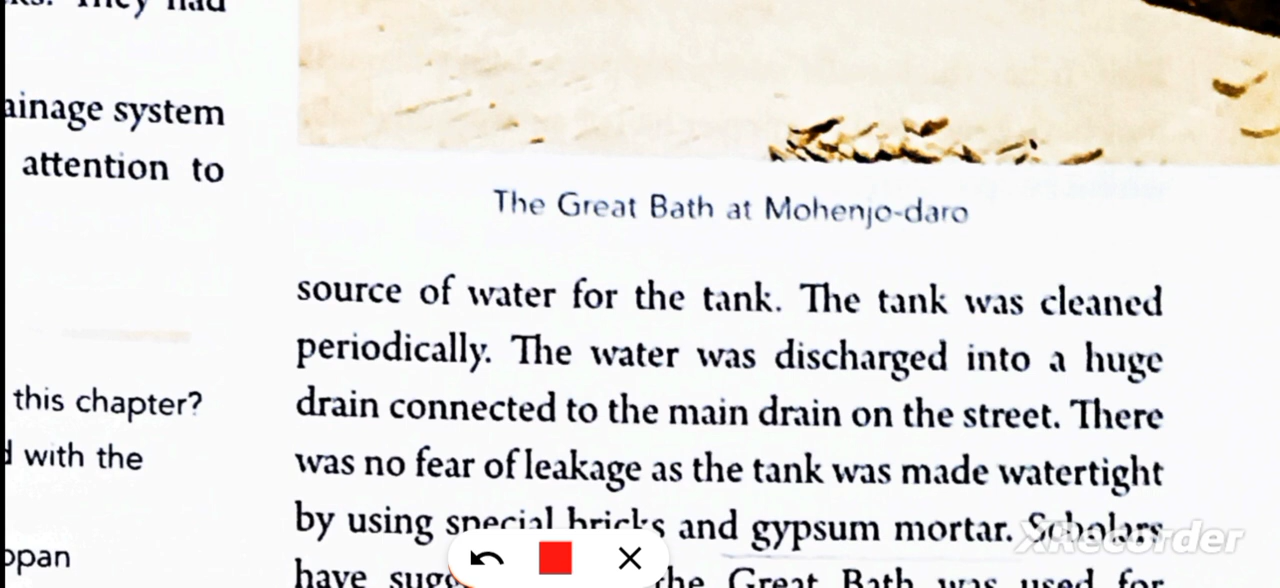 ainage system
attention to
The Great Bath at Mohenjo-daro
source of water for the tank. The tank was cleaned
periodically. The water was discharged into a huge
drain connected to the main drain on the street. There
was no fear of leakage as the tank was made watertight
by using special bricks and gypsum mortar. Scholars
have the Great Bath was used for
this chapter?
with the
XRecorder